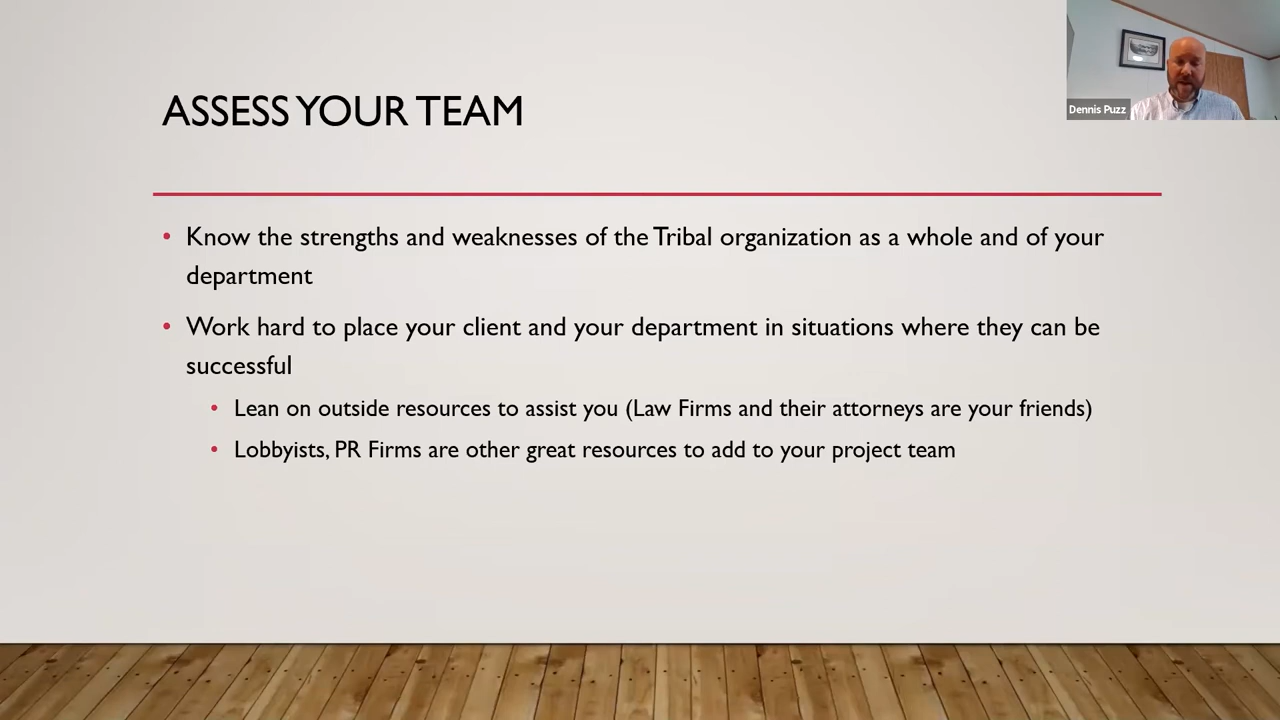 ASSESS YOUR TEAM
Dennis Puzz
• Know the strengths and weaknesses of the Tribal organization as a whole and of your
department
• Work hard to place your client and your department in situations where they can be
successful
• Lean on outside resources to assist you (Law Firms and their attorneys are your friends)
• Lobbyists, PR Firms are other great resources to add to your project team